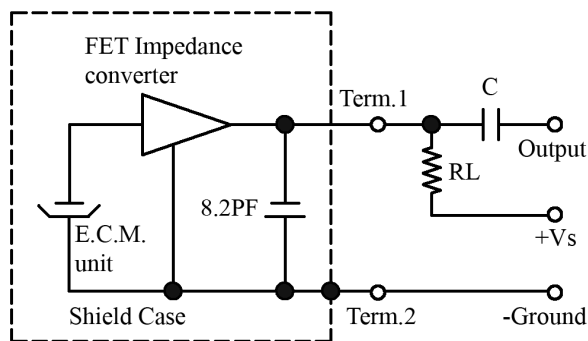 FET Impedance
converter
Term.1
C
Output
RL
8.2PF
+Vs
E.C.M.
unit
Shield Case
Term.2
-Ground